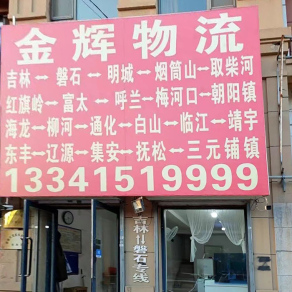 金辉物流
吉林↔磐石↔明城↔烟筒山↔取柴河
红旗岭↔富太↔呼兰↔梅河口↔朝阳镇
海龙↔柳河↔通化↔白山↔临江↔靖宇
东丰↔辽源↔集安↔抚松↔三元铺镇
13341519999
吉林↔磐石专线